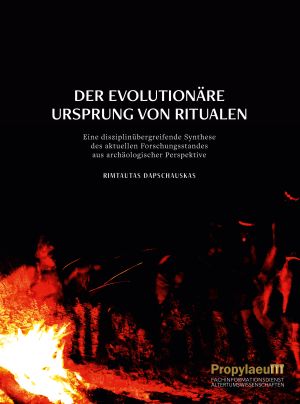 DER EVOLUTIONÄRE
URSPRUNG VON RITUALEN
Eine disziplinübergreifende Synthese
des aktuellen Forschungsstandes
aus archäologischer Perspektive
RIMTAUTAS DAPSCHAUSKAS
Propylaeum
FACHINFORMATIONSDIENST
ALTERTUMSWISSENSCHAFTEN